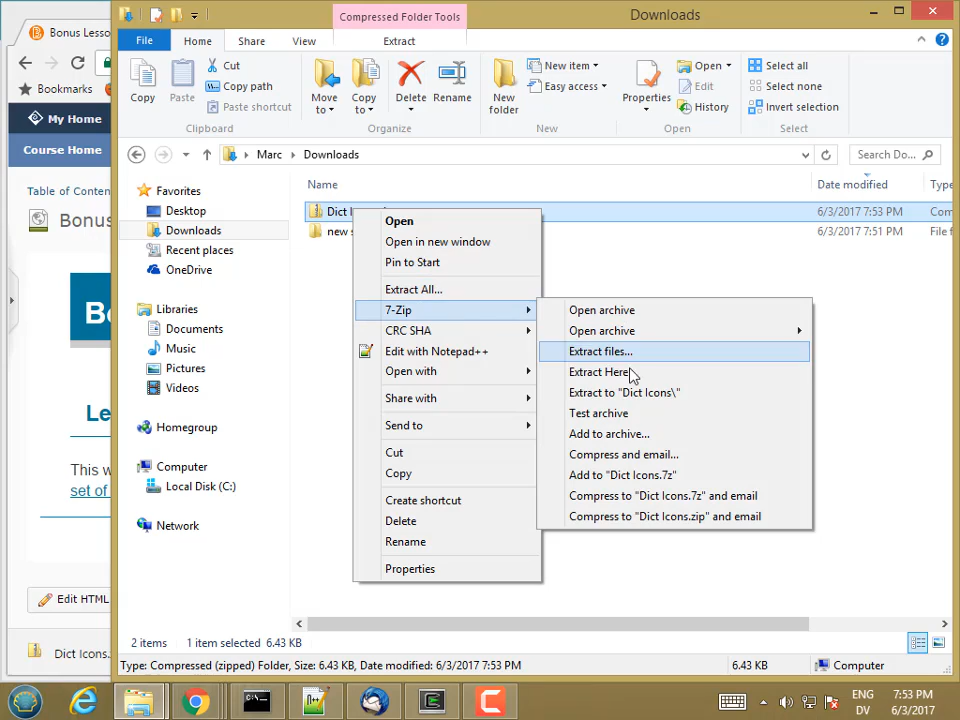 Compressed Folder Tools
Downloads
File
Home
Share
View
Extract
Copy
Paste
Cut
Copy path
Paste shortcut
Clipboard
Move to
Copy to
Delete
Rename
Organize
New folder
New item
Easy access
New
Properties
Open
Edit
History
Open
Select all
Select none
Invert selection
Select
Marc
Downloads
Search Do...
Bonus Lesso
Bookmarks
My Home
Course Home
Table of Conten
Bonus
Le
This w
set of
Edit HTML
Dict Icons.
Favorites
Desktop
Downloads
Recent places
OneDrive
Libraries
Documents
Music
Pictures
Videos
Homegroup
Computer
Local Disk (C:)
Network
Name
Date modified
Type
Dict I
6/3/2017 7:53 PM
Com
new s
6/3/2017 7:51 PM
File f
Open
Open in new window
Pin to Start
Extract All...
7-Zip
CRC SHA
Edit with Notepad++
Open with
Share with
Send to
Cut
Copy
Create shortcut
Delete
Rename
Properties
Open archive
Open archive
Extract files...
Extract Here
Extract to "Dict Icons\"
Test archive
Add to archive...
Compress and email...
Add to "Dict Icons.7z"
Compress to "Dict Icons.7z" and email
Compress to "Dict Icons.zip" and email
2 items
1 item selected 6.43 KB
Type: Compressed (zipped) Folder, Size: 6.43 KB, Date modified: 6/3/2017 7:53 PM
6.43 KB
Computer
ENG
DV
7:53 PM
6/3/2017